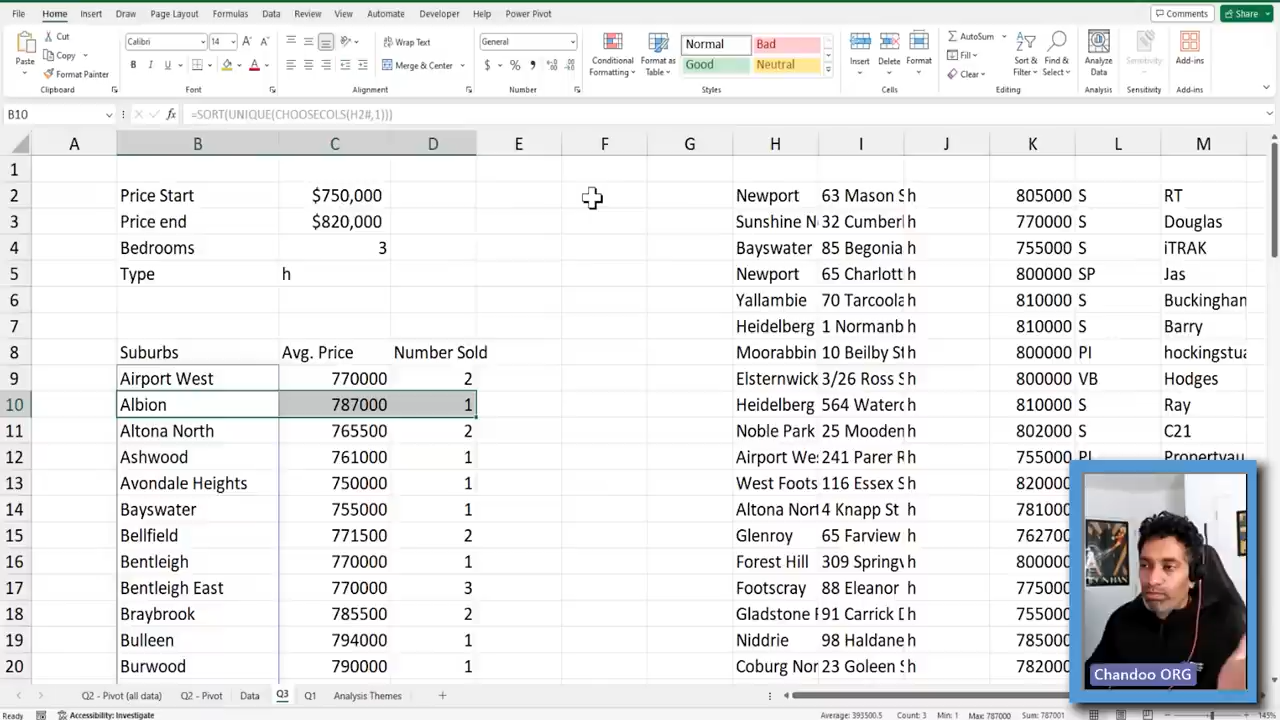 File Home Insert Draw Page Layout Formulas Data Review View Automate Developer Help Power Pivot Comments Share
Paste Cut Copy Format Painter Clipboard
Calibri 14 A A B I U A Font
Wrap Text Merge & Center Alignment
General $ % , Number
Conditional Formatting Format as Table Normal Bad Good Neutral Styles
Insert Delete Format Cells
AutoSum Fill Clear Sort & Filter Find & Select Editing
Analyze Data Analysis Sensitivity Sensitivity Add-ins Add-ins
B10 fx =SORT(UNIQUE(CHOOSECOLS(H2#,1)))
A B C D E F G H I J K L M
1
2 Price Start $750,000 Newport 63 Mason S h 805000 S RT
3 Price end $820,000 Sunshine N 32 Cumberl h 770000 S Douglas
4 Bedrooms 3 Bayswater 85 Begonia h 755000 S iTRAK
5 Type h Newport 65 Charlott h 800000 SP Jas
6 Yallambie 70 Tarcoola h 810000 S Buckingham
7 Heidelberg 1 Normanb h 810000 S Barry
8 Suburbs Avg. Price Number Sold Moorabbin 10 Beilby St h 800000 PI hockingstua
9 Airport West 770000 2 Elsternwick 3/26 Ross S h 800000 VB Hodges
10 Albion 787000 1 Heidelberg 564 Waterd h 810000 S Ray
11 Altona North 765500 2 Noble Park 25 Mooden h 802000 S C21
12 Ashwood 761000 1 Airport Wes 241 Parer R h 755000 PI Propertyau
13 Avondale Heights 750000 1 West Foots 116 Essex S h 820000
14 Bayswater 755000 1 Altona Nort 4 Knapp St h 781000
15 Bellfield 771500 2 Glenroy 65 Farview h 762700
16 Bentleigh 770000 1 Forest Hill 309 Springv h 800000
17 Bentleigh East 770000 3 Footscray 88 Eleanor h 775000
18 Braybrook 785500 2 Gladstone P 91 Carrick D h 755000
19 Bulleen 794000 1 Niddrie 98 Haldane h 785000
20 Burwood 790000 1 Coburg Nor 23 Goleen S h 782000
Chandoo ORG
Q2 - Pivot (all data) Q2 - Pivot Data Q3 Q1 Analysis Themes
Ready Accessibility: Investigate Average: 393500.5 Count: 3 Min: 1 Max: 787000 Sum: 787001 145%